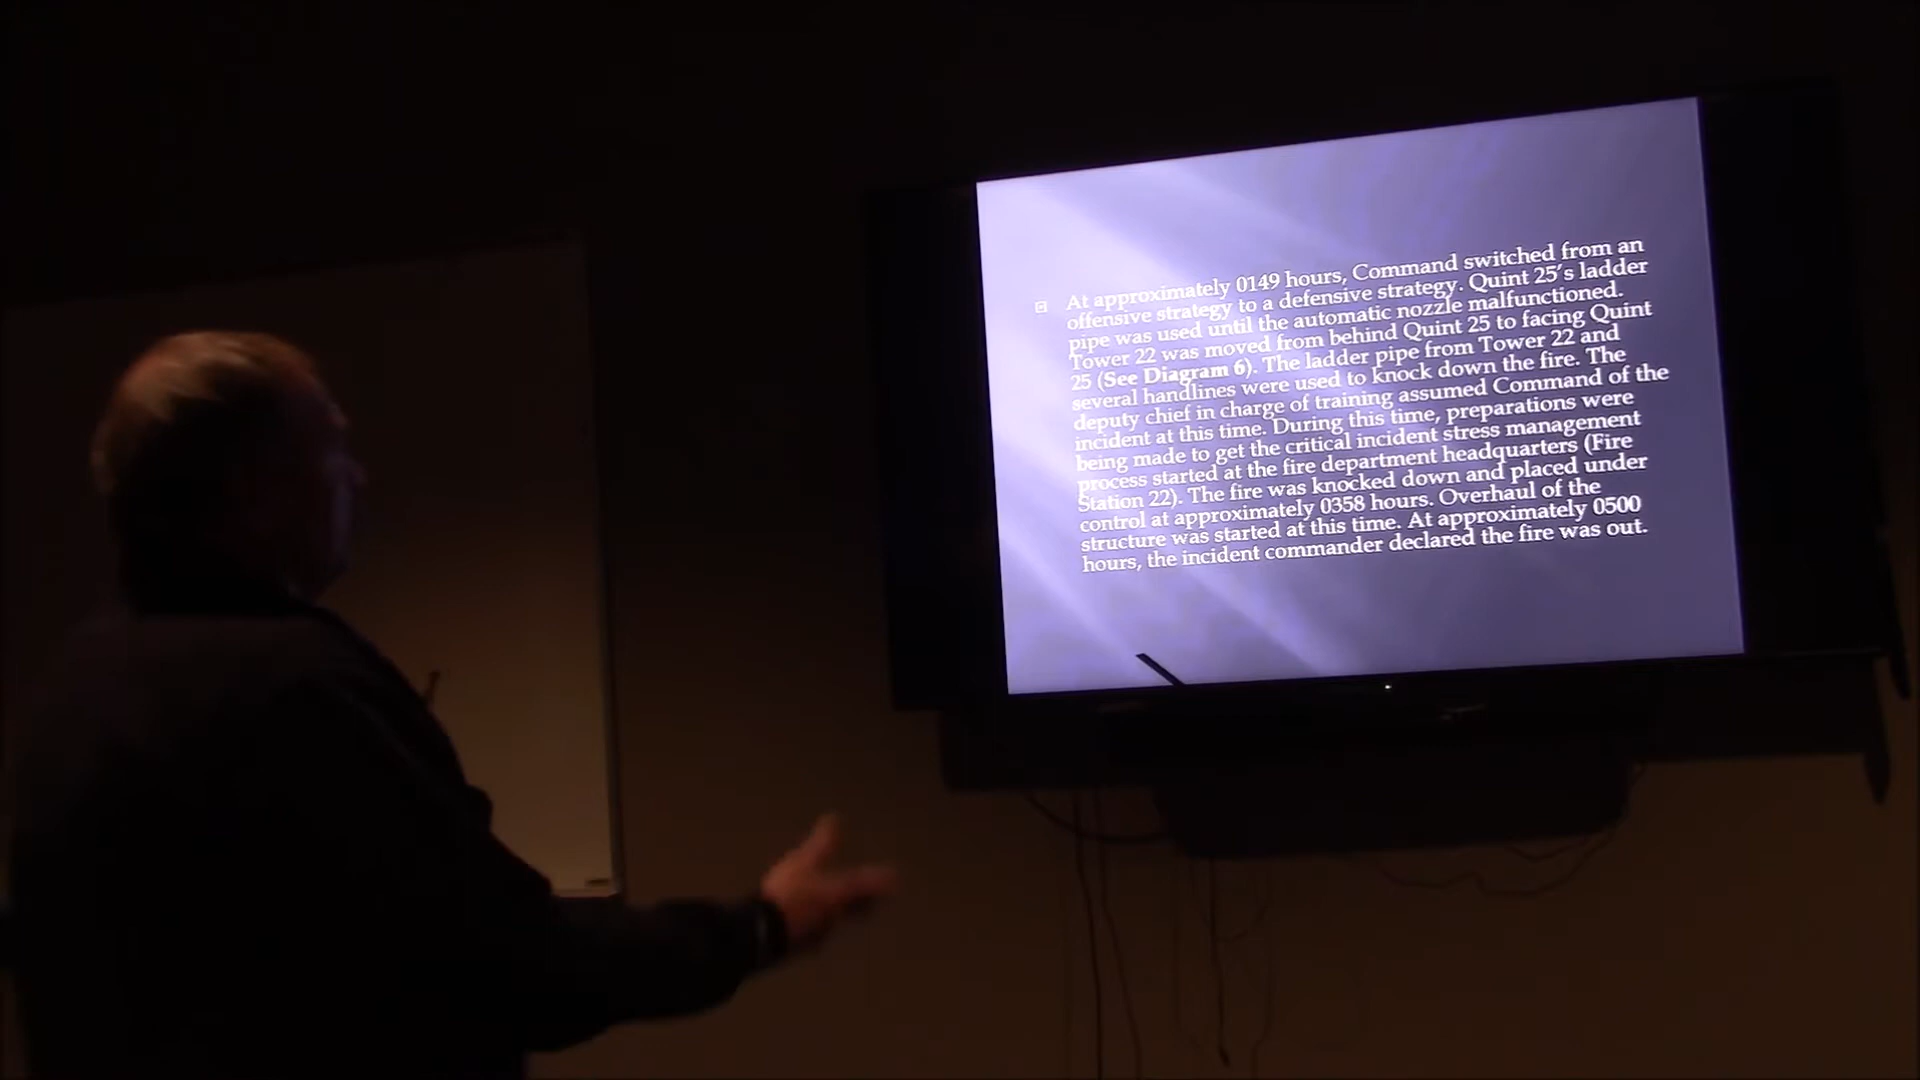 At approximately 0149 hours, Command switched from an
offensive strategy to a defensive strategy. Quint 25's ladder
pipe was used until the automatic nozzle malfunctioned.
Tower 22 was moved from behind Quint 25 to facing Quint
25 (See Diagram 6). The ladder pipe from Tower 22 and
several handlines were used to knock down the fire. The
deputy chief in charge of training assumed Command of the
incident at this time. During this time, preparations were
being made to get the critical incident stress management
process started at the fire department headquarters (Fire
Station 22). The fire was knocked down and placed under
control at approximately 0358 hours. Overhaul of the
structure was started at this time. At approximately 0500
hours, the incident commander declared the fire was out.